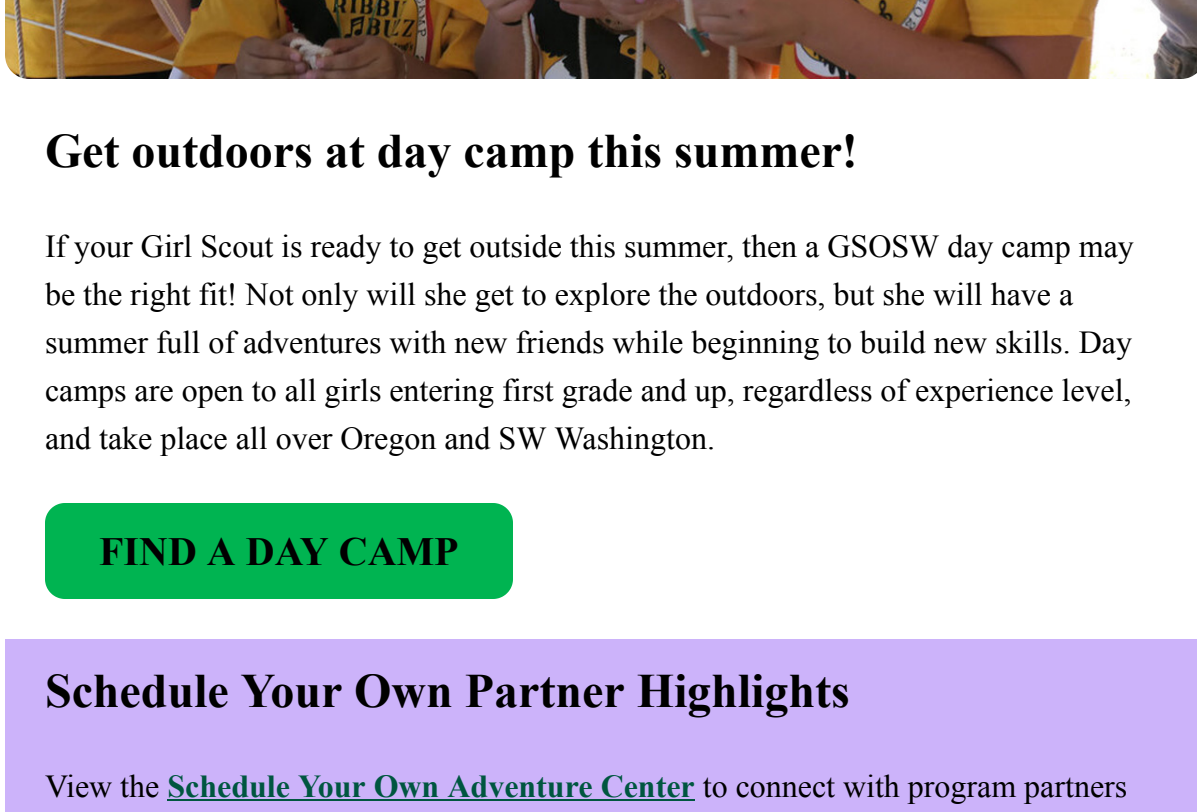 RIBBIT
BUZZ
Get outdoors at day camp this summer!
If your Girl Scout is ready to get outside this summer, then a GSOSW day camp may
be the right fit! Not only will she get to explore the outdoors, but she will have a
summer full of adventures with new friends while beginning to build new skills. Day
camps are open to all girls entering first grade and up, regardless of experience level,
and take place all over Oregon and SW Washington.
FIND A DAY CAMP
Schedule Your Own Partner Highlights
View the Schedule Your Own Adventure Center to connect with program partners